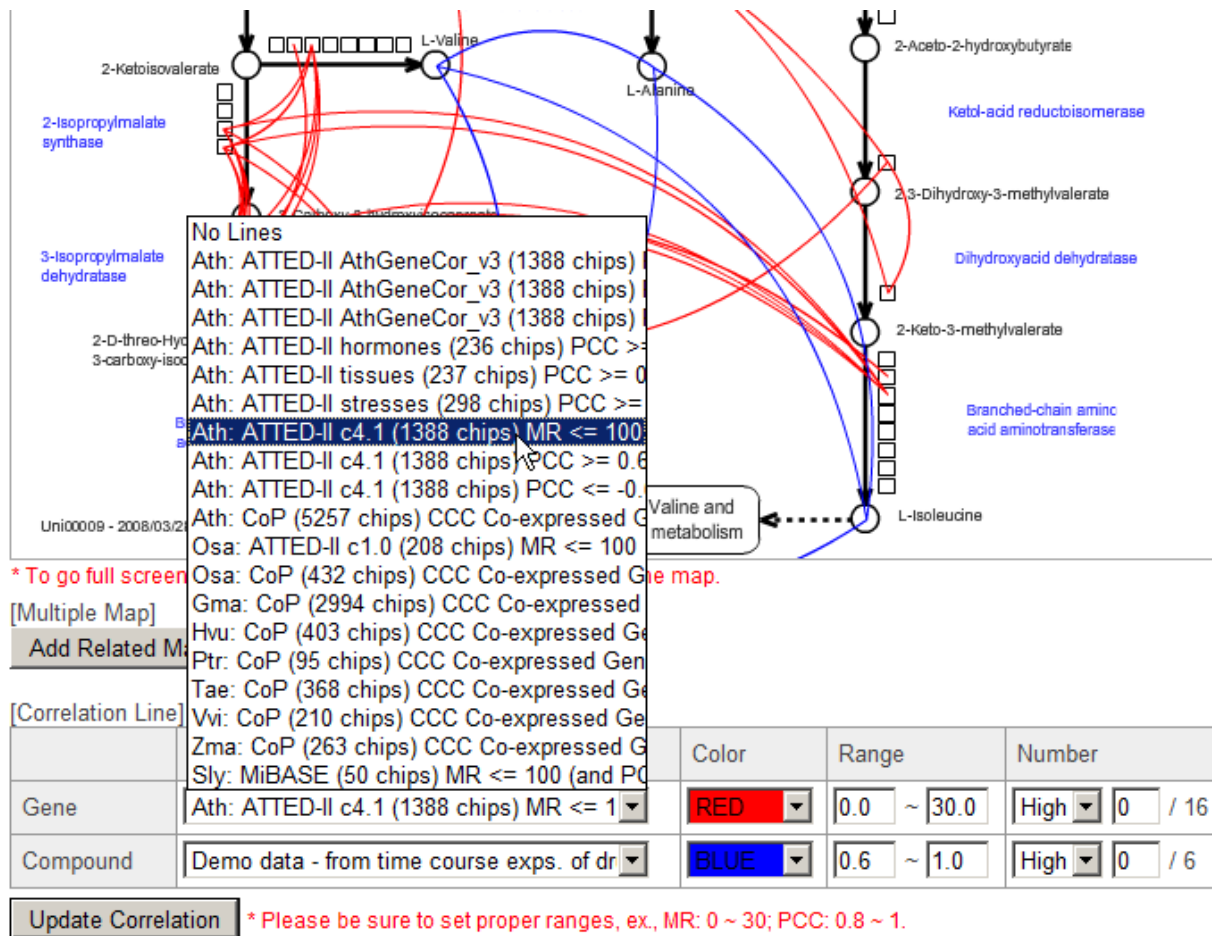 L-Valine
2-Aceto-2-hydroxybutyrate
2-Ketoisovalerate
L-Alanine
2-Isopropylmalate
synthase
Ketol-acid reductoisomerase
2,3-Dihydroxy-3-methylvalerate
3-Isopropylmalate
dehydratase
Dihydroxyacid dehydratase
2-D-threo-Hyd
3-carboxy-isoc
2-Keto-3-methylvalerate
Branched-chain amino
acid aminotransferase
Valine and
metabolism
L-Isoleucine
Uni00009 - 2008/03/28
No Lines
Ath: ATTED-II AthGeneCor_v3 (1388 chips)
Ath: ATTED-II AthGeneCor_v3 (1388 chips)
Ath: ATTED-II AthGeneCor_v3 (1388 chips)
Ath: ATTED-II hormones (236 chips) PCC >=
Ath: ATTED-II tissues (237 chips) PCC >= 0
Ath: ATTED-II stresses (298 chips) PCC >=
Ath: ATTED-II c4.1 (1388 chips) MR <= 100
Ath: ATTED-II c4.1 (1388 chips) PCC >= 0.6
Ath: ATTED-II c4.1 (1388 chips) PCC <= -0.
Ath: CoP (5257 chips) CCC Co-expressed G
Osa: ATTED-II c1.0 (208 chips) MR <= 100
Osa: CoP (432 chips) CCC Co-expressed G
Gma: CoP (2994 chips) CCC Co-expressed
Hvu: CoP (403 chips) CCC Co-expressed Ge
Ptr: CoP (95 chips) CCC Co-expressed Gen
Tae: CoP (368 chips) CCC Co-expressed Ge
Vvi: CoP (210 chips) CCC Co-expressed Ge
Zma: CoP (263 chips) CCC Co-expressed G
Sly: MiBASE (50 chips) MR <= 100 (and PC
* To go full screen he map.
[Multiple Map]
Add Related Ma
[Correlation Line]
Color Range Number
Gene Ath: ATTED-II c4.1 (1388 chips) MR <= 1 RED 0.0 ~ 30.0 High 0 / 16
Compound Demo data - from time course exps. of dr BLUE 0.6 ~ 1.0 High 0 / 6
Update Correlation * Please be sure to set proper ranges, ex., MR: 0 ~ 30; PCC: 0.8 ~ 1.